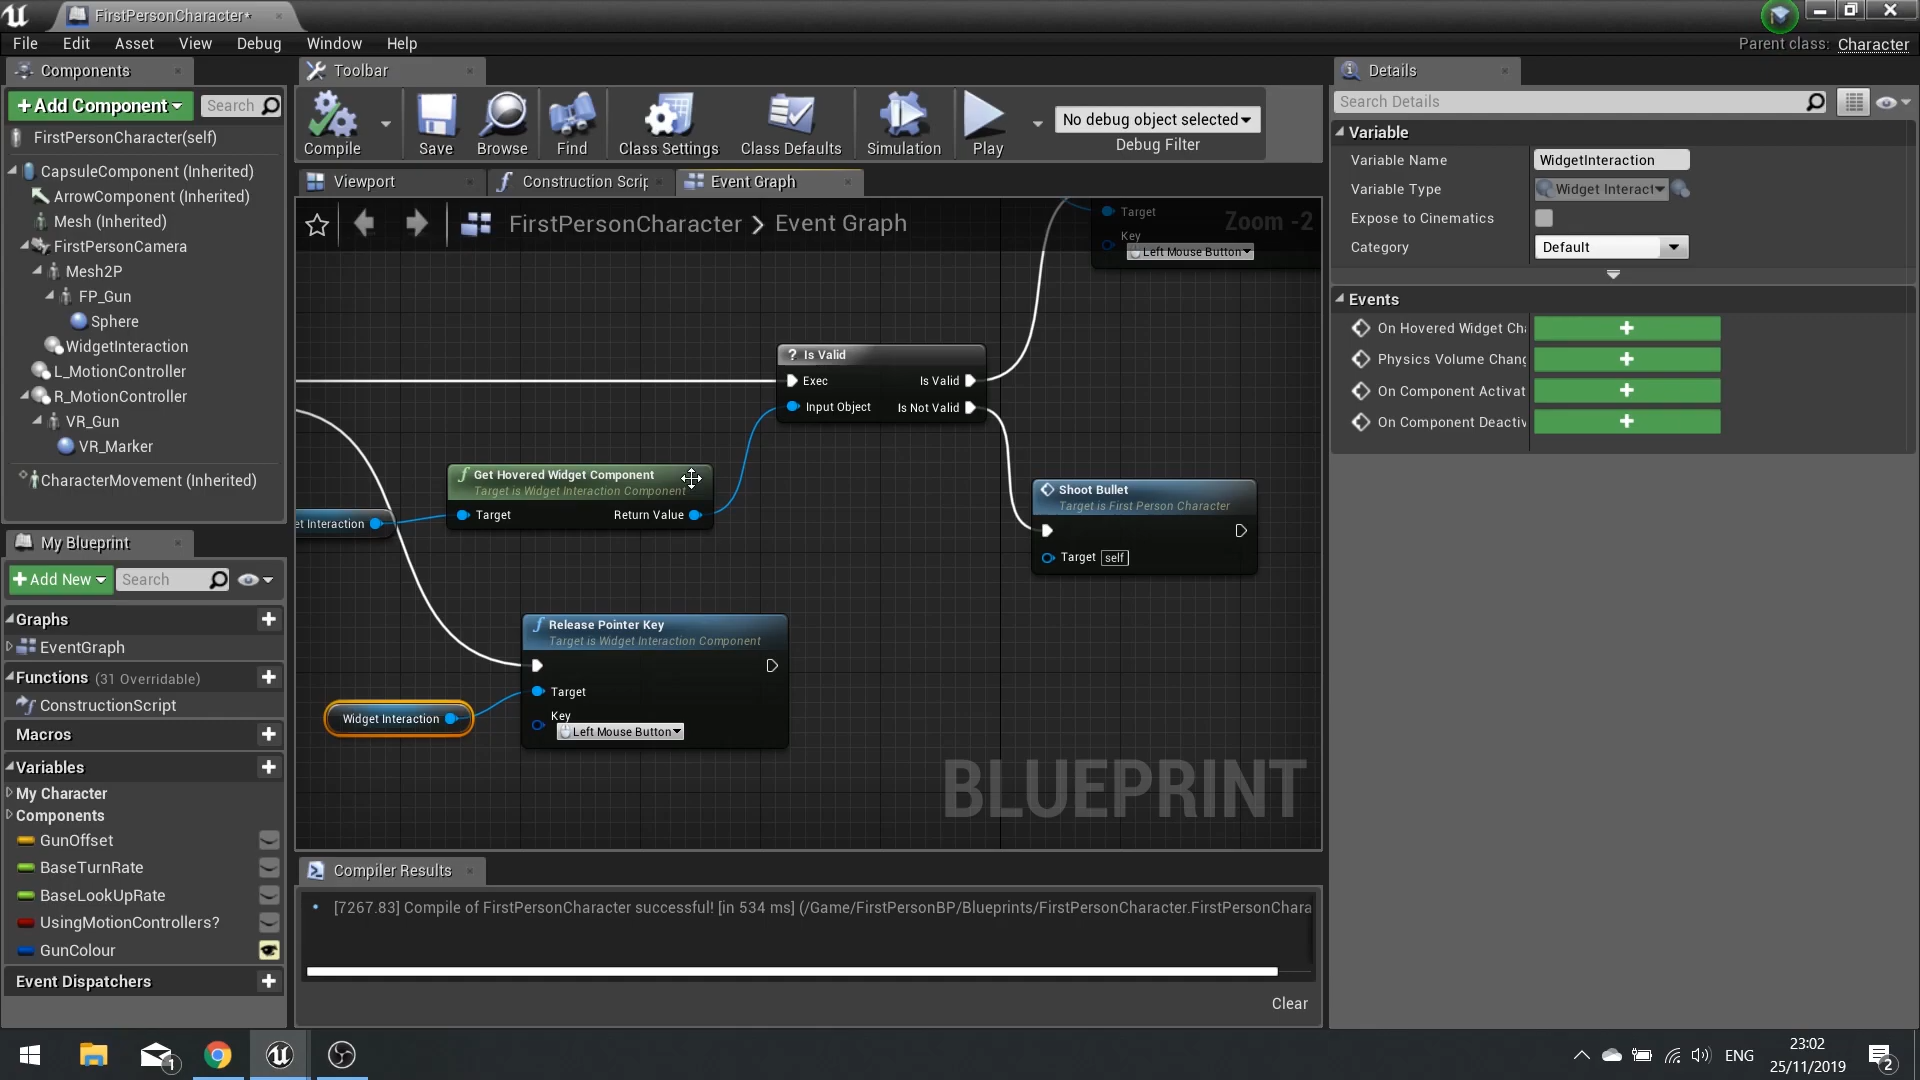 FirstPersonCharacter*
File Edit Asset View Debug Window Help
Parent class: Character
Components
+Add Component
Search
FirstPersonCharacter(self)
CapsuleComponent (Inherited)
ArrowComponent (Inherited)
Mesh (Inherited)
FirstPersonCamera
Mesh2P
FP_Gun
Sphere
WidgetInteraction
L_MotionController
R_MotionController
VR_Gun
VR_Marker
CharacterMovement (Inherited)
My Blueprint
+Add New
Search
Graphs
EventGraph
Functions (31 Overridable)
ConstructionScript
Macros
Variables
My Character
Components
GunOffset
BaseTurnRate
BaseLookUpRate
UsingMotionControllers?
GunColour
Event Dispatchers
Toolbar
Compile
Save
Browse
Find
Class Settings
Class Defaults
Simulation
Play
No debug object selected
Debug Filter
Viewport
Construction Scrip
Event Graph
FirstPersonCharacter > Event Graph
Zoom -2
Target
Key
Left Mouse Button
? Is Valid
Exec Is Valid
Input Object Is Not Valid
f Get Hovered Widget Component
Target is Widget Interaction Component
Target Return Value
et Interaction
Shoot Bullet
Target is First Person Character
Target self
f Release Pointer Key
Target is Widget Interaction Component
Target
Key
Left Mouse Button
Widget Interaction
BLUEPRINT
Compiler Results
[7267.83] Compile of FirstPersonCharacter successful! [in 534 ms] (/Game/FirstPersonBP/Blueprints/FirstPersonCharacter.FirstPersonChara
Clear
Details
Search Details
Variable
Variable Name WidgetInteraction
Variable Type Widget Interact
Expose to Cinematics
Category Default
Events
On Hovered Widget Cha
Physics Volume Chang
On Component Activat
On Component Deactiv
1
ENG
23:02
25/11/2019
2